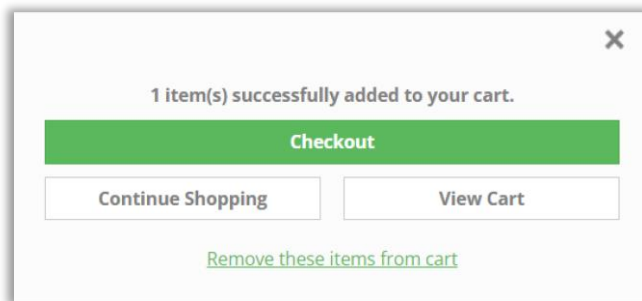 1 item(s) successfully added to your cart.
Checkout
Continue Shopping
View Cart
Remove these items from cart